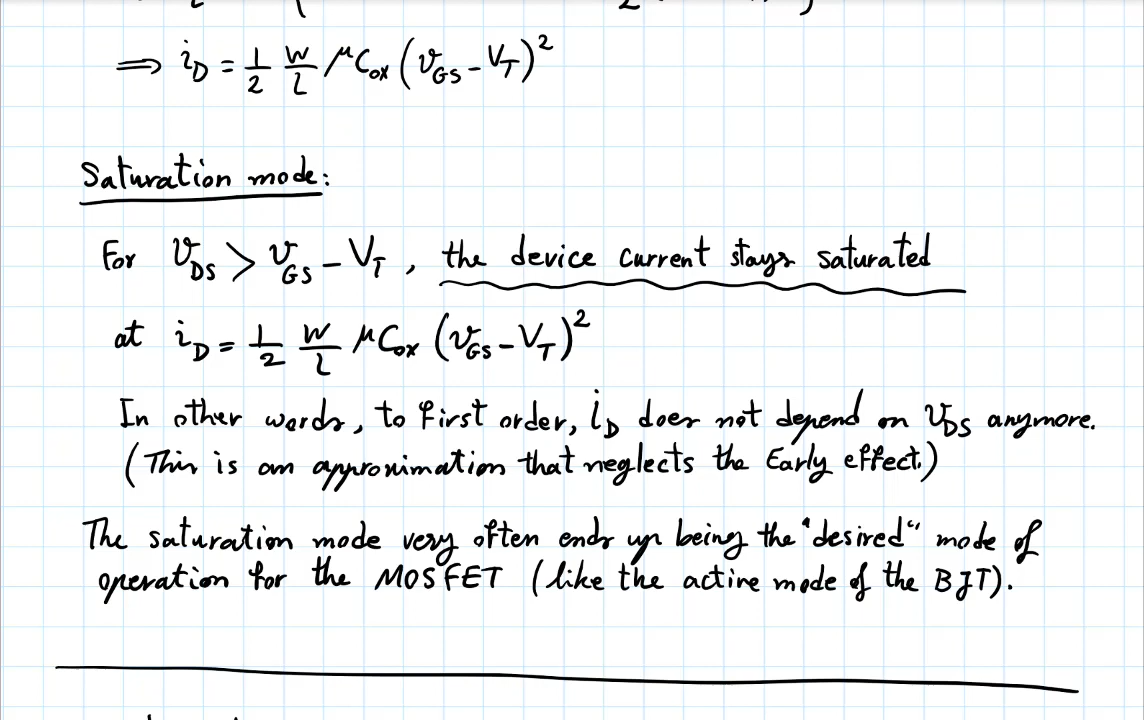 ⟹ i_D = 1/2 W/L μC_ox (v_GS - V_T)^2
Saturation mode:
For v_DS > v_GS - V_T , the device current stays saturated
at i_D = 1/2 W/L μC_ox (v_GS - V_T)^2
In other words, to first order, i_D does not depend on v_DS anymore.
(This is an approximation that neglects the Early effect.)
The saturation mode very often ends up being the "desired" mode of
operation for the MOSFET (like the active mode of the BJT).